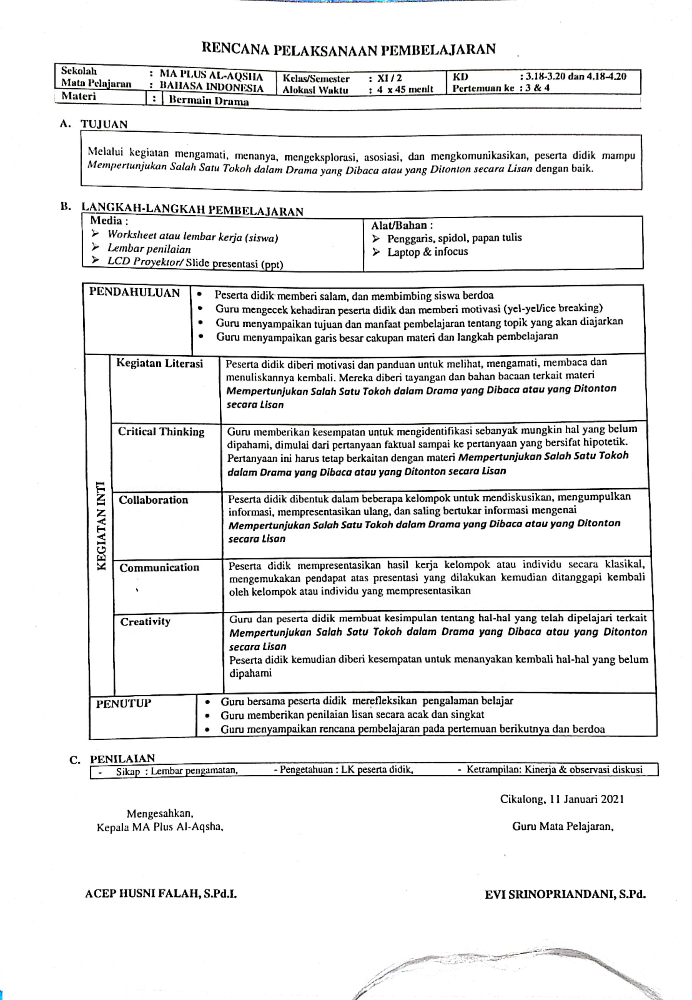 RENCANA PELAKSANAAN PEMBELAJARAN
Sekolah : MA PLUS AL-AQSHA Kelas/Semester : XI / 2 KD : 3.18-3.20 dan 4.18-4.20
Mata Pelajaran : BAHASA INDONESIA Alokasi Waktu : 4 x 45 menit Pertemuan ke : 3 & 4
Materi : Bermain Drama
A. TUJUAN
Melalui kegiatan mengamati, menanya, mengeksplorasi, asosiasi, dan mengkomunikasikan, peserta didik mampu
Mempertunjukan Salah Satu Tokoh dalam Drama yang Dibaca atau yang Ditonton secara Lisan dengan baik.
B. LANGKAH-LANGKAH PEMBELAJARAN
Media :
➢ Worksheet atau lembar kerja (siswa)
➢ Lembar penilaian
➢ LCD Proyektor/ Slide presentasi (ppt)
Alat/Bahan :
➢ Penggaris, spidol, papan tulis
➢ Laptop & infocus
PENDAHULUAN
• Peserta didik memberi salam, dan membimbing siswa berdoa
• Guru mengecek kehadiran peserta didik dan memberi motivasi (yel-yel/ice breaking)
• Guru menyampaikan tujuan dan manfaat pembelajaran tentang topik yang akan diajarkan
• Guru menyampaikan garis besar cakupan materi dan langkah pembelajaran
KEGIATAN INTI
Kegiatan Literasi
Peserta didik diberi motivasi dan panduan untuk melihat, mengamati, membaca dan
menuliskannya kembali. Mereka diberi tayangan dan bahan bacaan terkait materi
Mempertunjukan Salah Satu Tokoh dalam Drama yang Dibaca atau yang Ditonton
secara Lisan
Critical Thinking
Guru memberikan kesempatan untuk mengidentifikasi sebanyak mungkin hal yang belum
dipahami, dimulai dari pertanyaan faktual sampai ke pertanyaan yang bersifat hipotetik.
Pertanyaan ini harus tetap berkaitan dengan materi Mempertunjukan Salah Satu Tokoh
dalam Drama yang Dibaca atau yang Ditonton secara Lisan
Collaboration
Peserta didik dibentuk dalam beberapa kelompok untuk mendiskusikan, mengumpulkan
informasi, mempresentasikan ulang, dan saling bertukar informasi mengenai
Mempertunjukan Salah Satu Tokoh dalam Drama yang Dibaca atau yang Ditonton
secara Lisan
Communication
Peserta didik mempresentasikan hasil kerja kelompok atau individu secara klasikal,
mengemukakan pendapat atas presentasi yang dilakukan kemudian ditanggapi kembali
oleh kelompok atau individu yang mempresentasikan
Creativity
Guru dan peserta didik membuat kesimpulan tentang hal-hal yang telah dipelajari terkait
Mempertunjukan Salah Satu Tokoh dalam Drama yang Dibaca atau yang Ditonton
secara Lisan
Peserta didik kemudian diberi kesempatan untuk menanyakan kembali hal-hal yang belum
dipahami
PENUTUP
• Guru bersama peserta didik merefleksikan pengalaman belajar
• Guru memberikan penilaian lisan secara acak dan singkat
• Guru menyampaikan rencana pembelajaran pada pertemuan berikutnya dan berdoa
C. PENILAIAN
- Sikap : Lembar pengamatan, - Pengetahuan : LK peserta didik, - Ketrampilan: Kinerja & observasi diskusi
Cikalong, 11 Januari 2021
Mengesahkan,
Kepala MA Plus Al-Aqsha, Guru Mata Pelajaran,
ACEP HUSNI FALAH, S.Pd.I. EVI SRINOPRIANDANI, S.Pd.